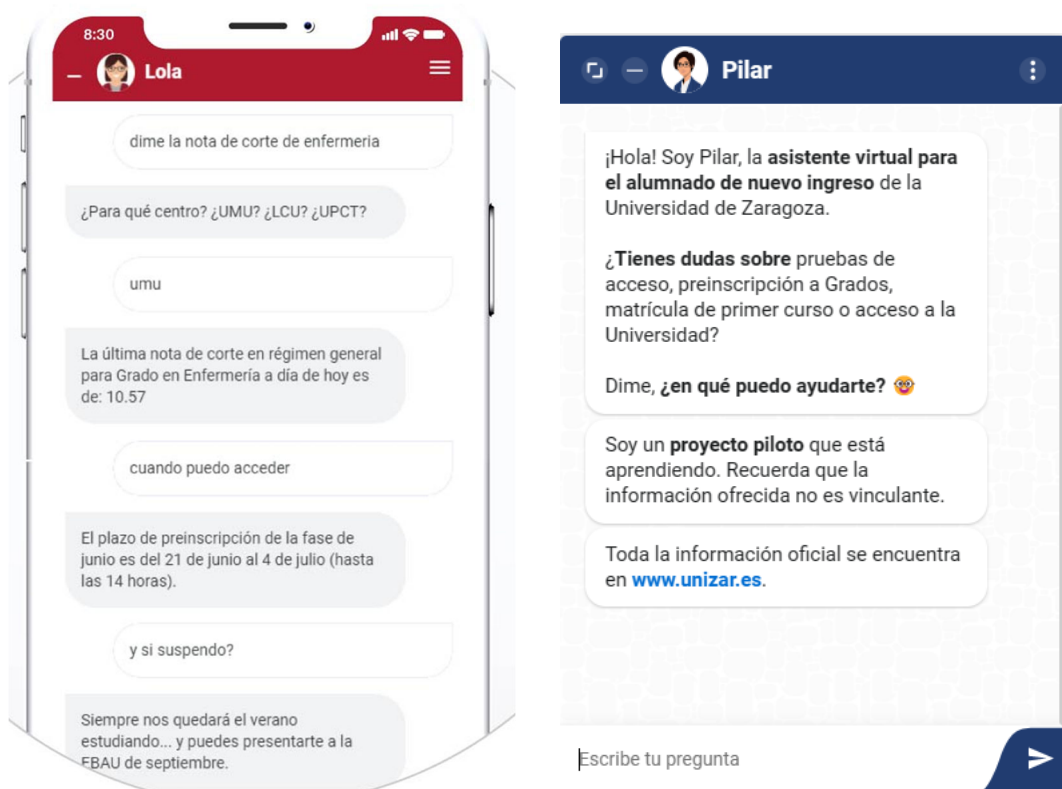 8:30
Lola
dime la nota de corte de enfermeria
¿Para qué centro? ¿UMU? ¿LCU? ¿UPCT?
umu
La última nota de corte en régimen general
para Grado en Enfermería a día de hoy es
de: 10.57
cuando puedo acceder
El plazo de preinscripción de la fase de
junio es del 21 de junio al 4 de julio (hasta
las 14 horas).
y si suspendo?
Siempre nos quedará el verano
estudiando... y puedes presentarte a la
EBAU de septiembre.
Pilar
¡Hola! Soy Pilar, la asistente virtual para
el alumnado de nuevo ingreso de la
Universidad de Zaragoza.
¿Tienes dudas sobre pruebas de
acceso, preinscripción a Grados,
matrícula de primer curso o acceso a la
Universidad?
Dime, ¿en qué puedo ayudarte? 🤓
Soy un proyecto piloto que está
aprendiendo. Recuerda que la
información ofrecida no es vinculante.
Toda la información oficial se encuentra
en www.unizar.es.
Escribe tu pregunta